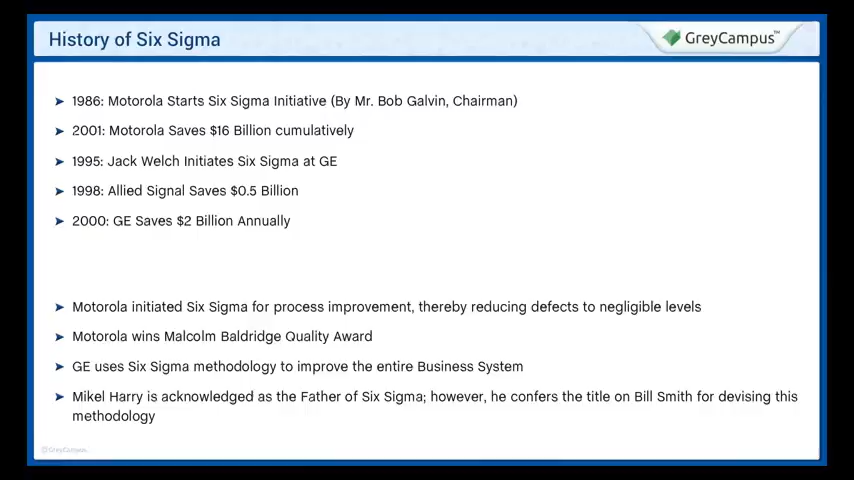 History of Six Sigma
GreyCampus™
➤ 1986: Motorola Starts Six Sigma Initiative (By Mr. Bob Galvin, Chairman)
➤ 2001: Motorola Saves $16 Billion cumulatively
➤ 1995: Jack Welch Initiates Six Sigma at GE
➤ 1998: Allied Signal Saves $0.5 Billion
➤ 2000: GE Saves $2 Billion Annually
➤ Motorola initiated Six Sigma for process improvement, thereby reducing defects to negligible levels
➤ Motorola wins Malcolm Baldridge Quality Award
➤ GE uses Six Sigma methodology to improve the entire Business System
➤ Mikel Harry is acknowledged as the Father of Six Sigma; however, he confers the title on Bill Smith for devising this
methodology
@GreyCampus